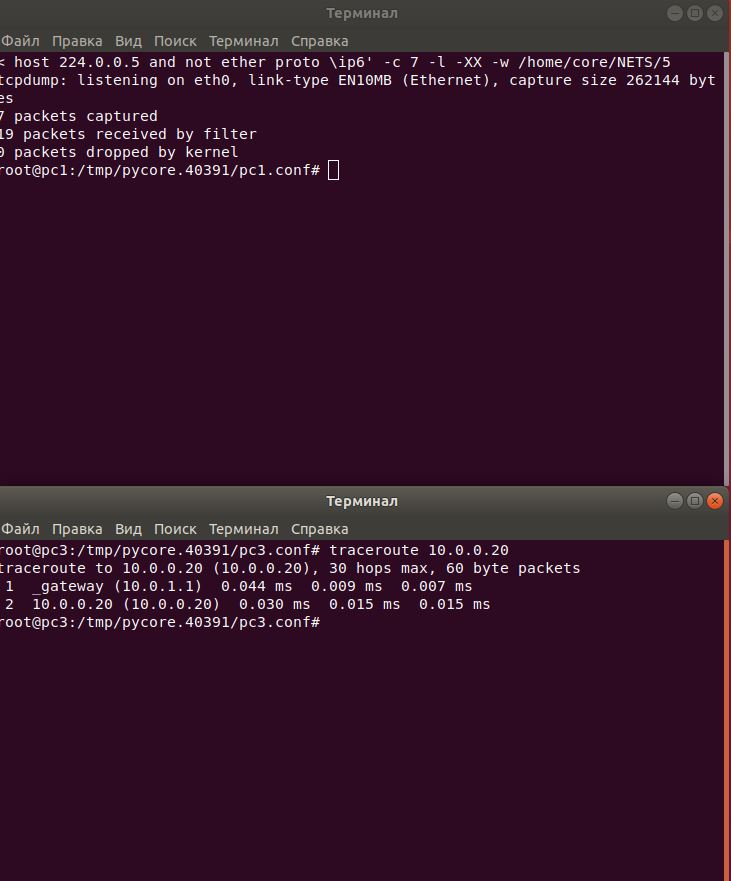 Терминал
Файл Правка Вид Поиск Терминал Справка
< host 224.0.0.5 and not ether proto \ip6' -c 7 -l -XX -w /home/core/NETS/5
tcpdump: listening on eth0, link-type EN10MB (Ethernet), capture size 262144 byt
es
7 packets captured
19 packets received by filter
0 packets dropped by kernel
root@pc1:/tmp/pycore.40391/pc1.conf#
Терминал
Файл Правка Вид Поиск Терминал Справка
root@pc3:/tmp/pycore.40391/pc3.conf# traceroute 10.0.0.20
traceroute to 10.0.0.20 (10.0.0.20), 30 hops max, 60 byte packets
1 _gateway (10.0.1.1) 0.044 ms 0.009 ms 0.007 ms
2 10.0.0.20 (10.0.0.20) 0.030 ms 0.015 ms 0.015 ms
root@pc3:/tmp/pycore.40391/pc3.conf#